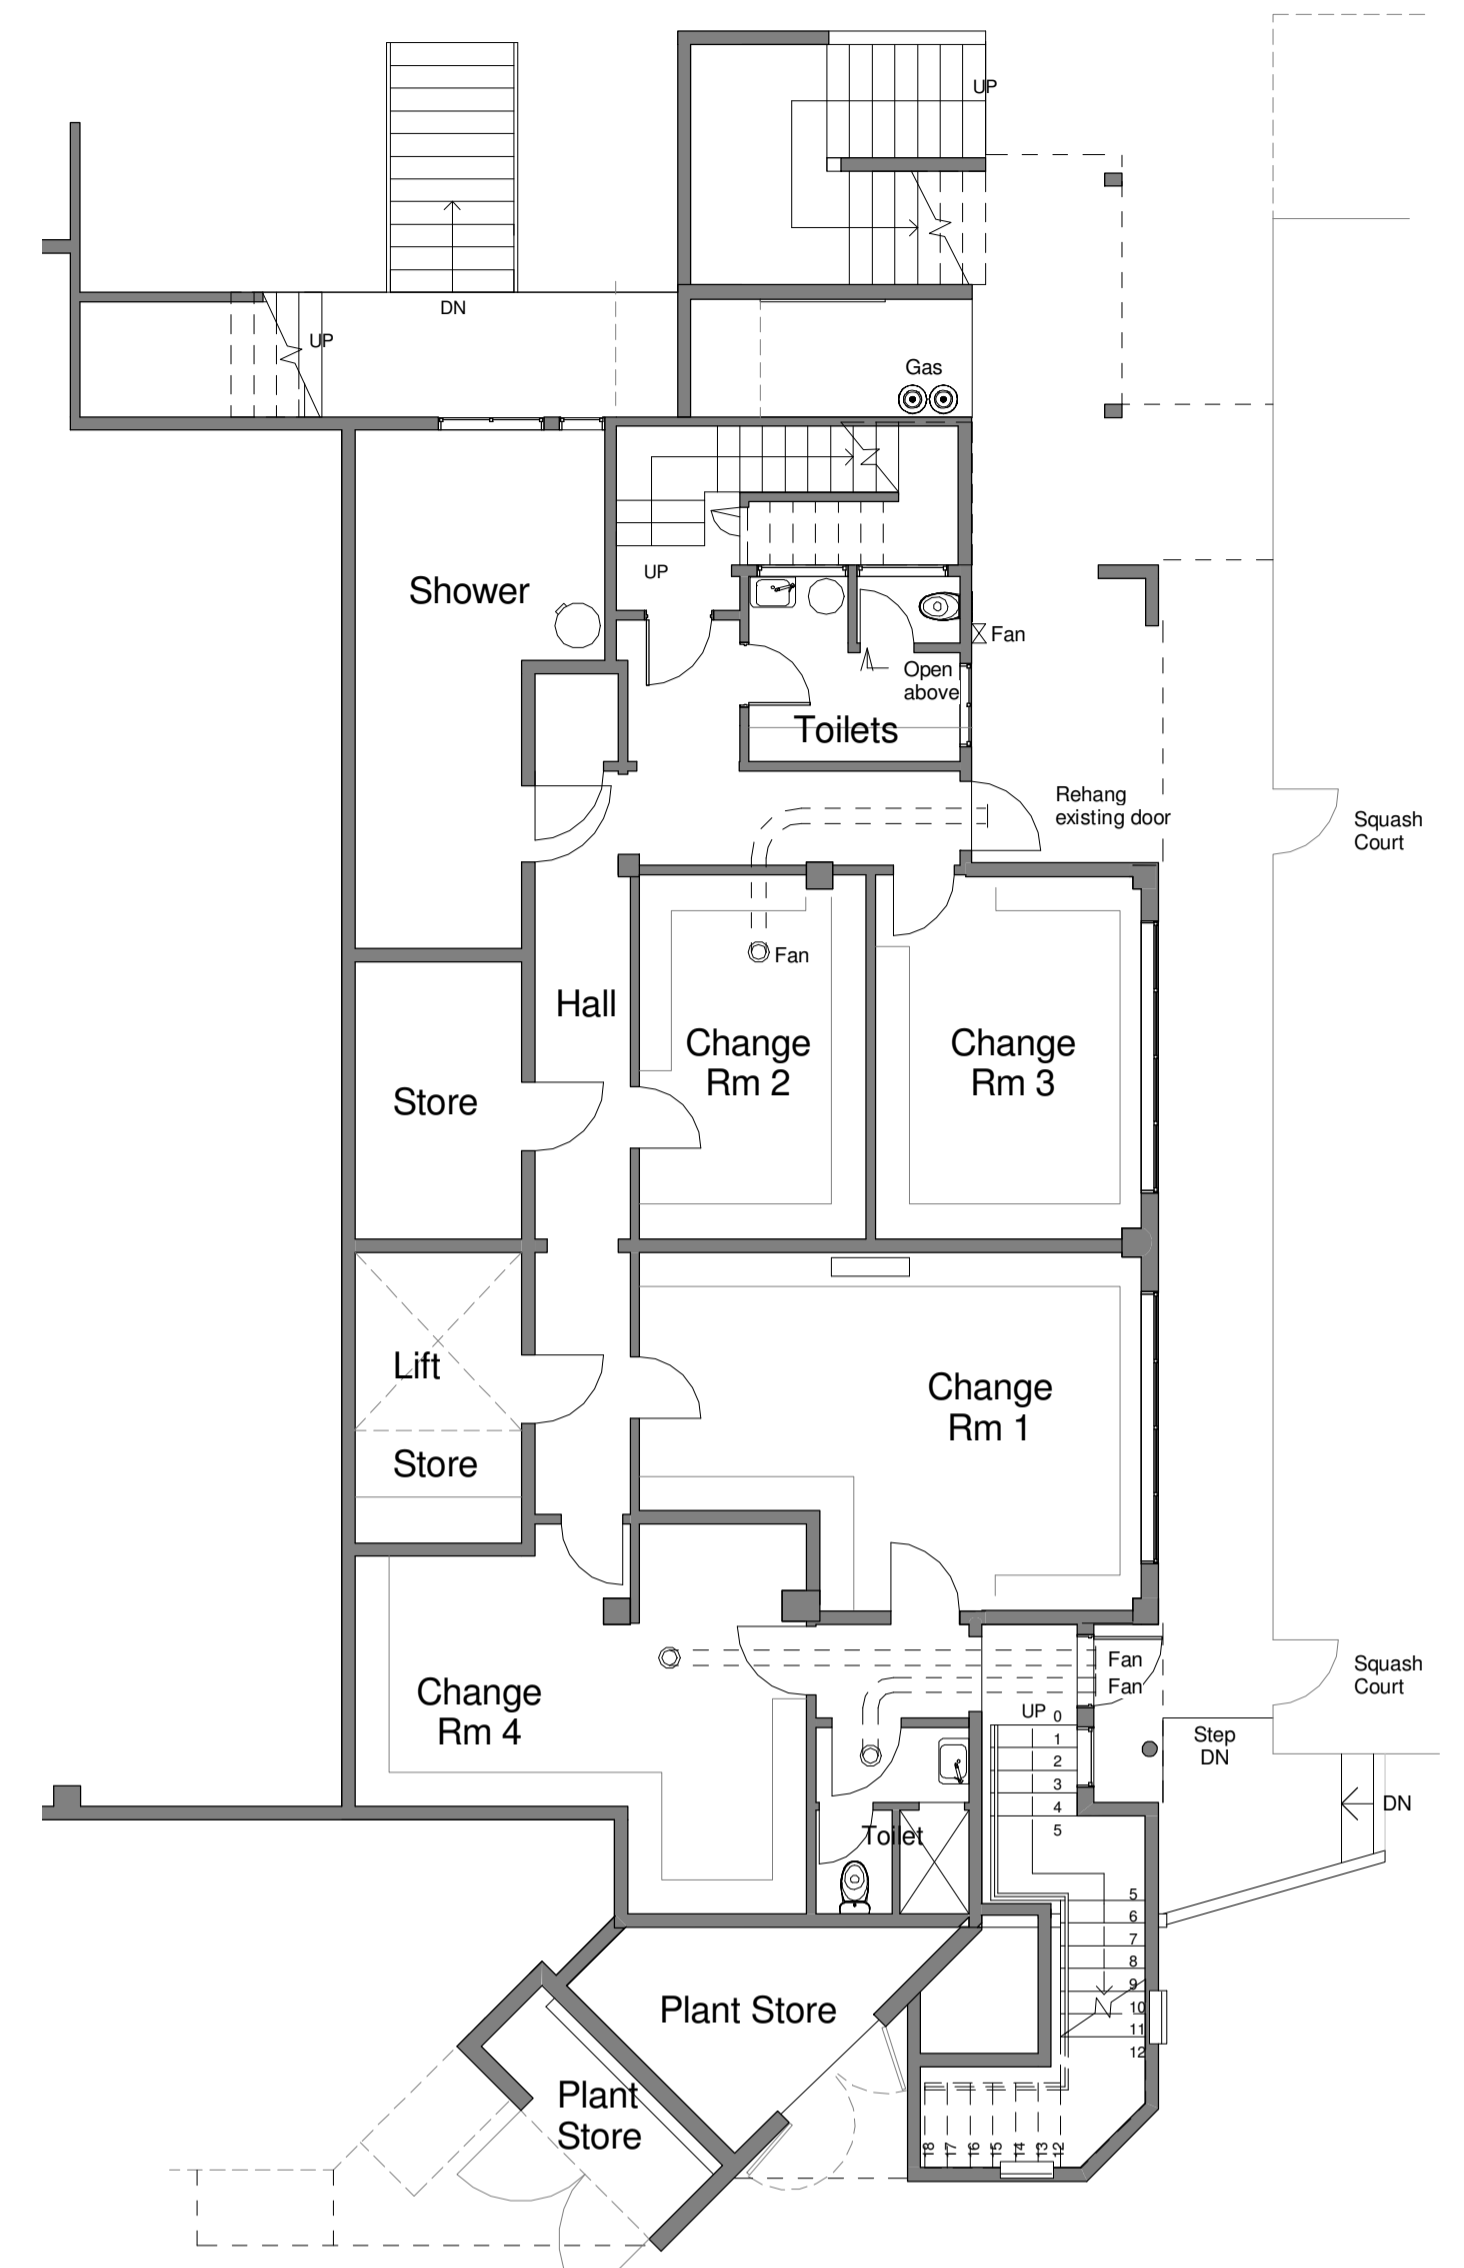 UP
DN
UP
Gas
UP
Shower
Fan
Open
above
Toilets
Rehang
existing door
Squash
Court
Fan
Hall
Change
Rm 2
Change
Rm 3
Store
Lift
Change
Rm 1
Store
Fan
Fan
Squash
Court
Change
Rm 4
UP
0
1
2
3
4
5
Step
DN
DN
Toilet
5
6
7
8
9
10
11
12
Plant Store
Plant
Store
18
17
16
15
14
13
12